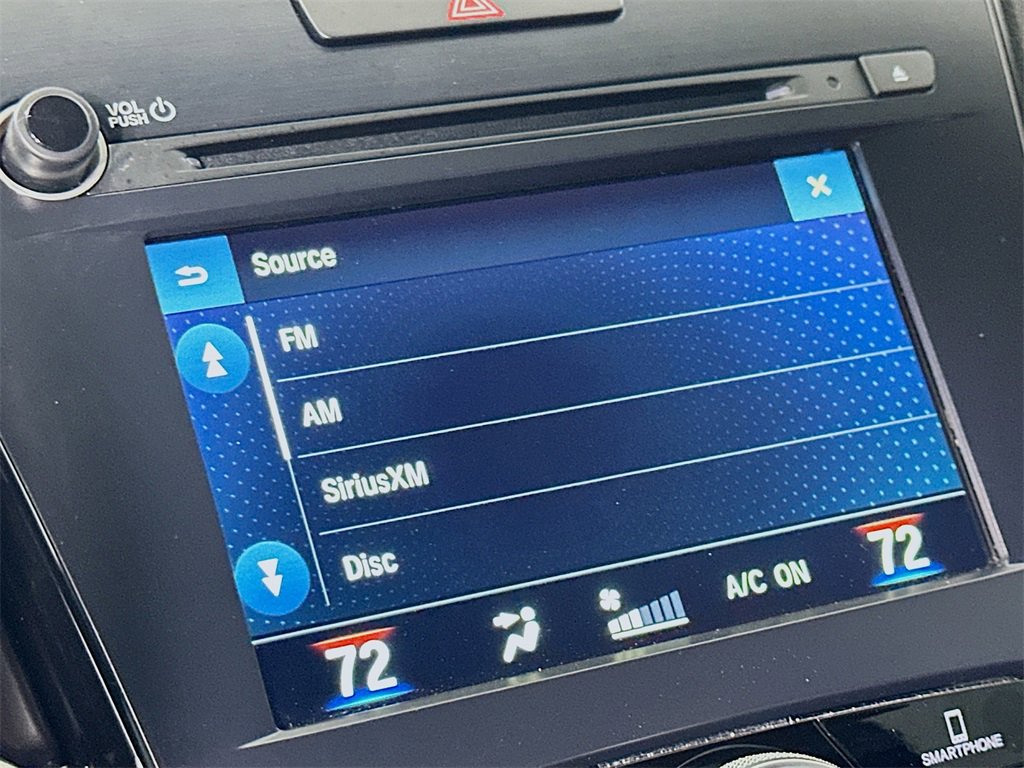 VOL
PUSH
Source
FM
AM
SiriusXM
Disc
72
A/C ON
72
SMARTPHONE